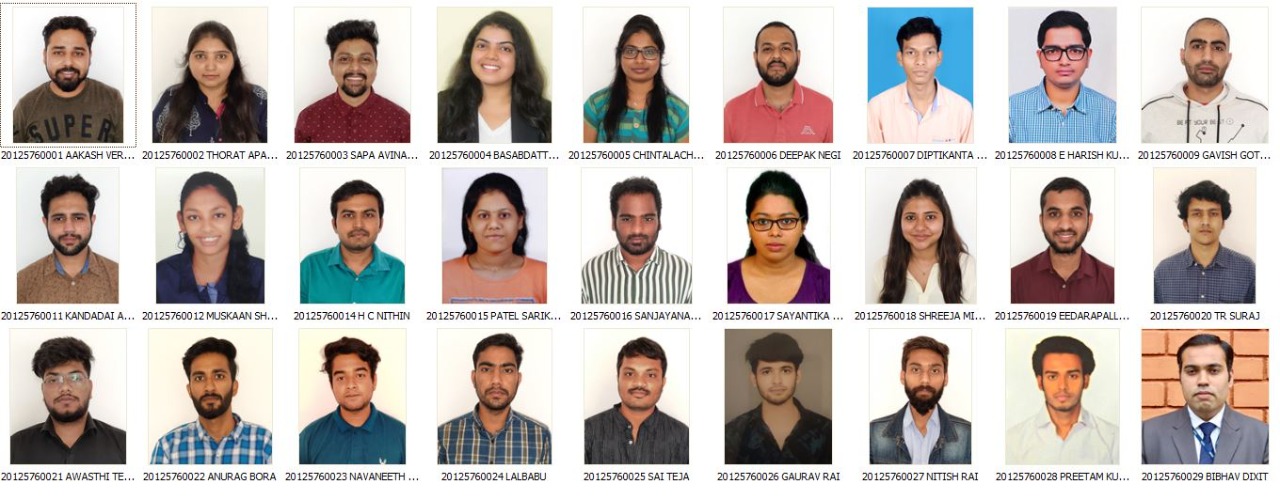 SUPER
20125760001 AAKASH VER... 20125760002 THORAT APA... 20125760003 SAPA AVINA... 20125760004 BASABDATT... 20125760005 CHINTALACH... 20125760006 DEEPAK NEGI 20125760007 DIPTIKANTA ... 20125760008 E HARISH KU... 20125760009 GAVISH GOT...
20125760011 KANDADAI A... 20125760012 MUSKAAN SH... 20125760014 H C NITHIN 20125760015 PATEL SARIK... 20125760016 SANJAYANA... 20125760017 SAYANTIKA ... 20125760018 SHREEJA MI... 20125760019 EEDARAPALL... 20125760020 TR SURAJ
20125760021 AWASTHI TE... 20125760022 ANURAG BORA 20125760023 NAVANEETH ... 20125760024 LALBABU 20125760025 SAI TEJA 20125760026 GAURAV RAI 20125760027 NITISH RAI 20125760028 PREETAM KU... 20125760029 BIBHAV DIXIT